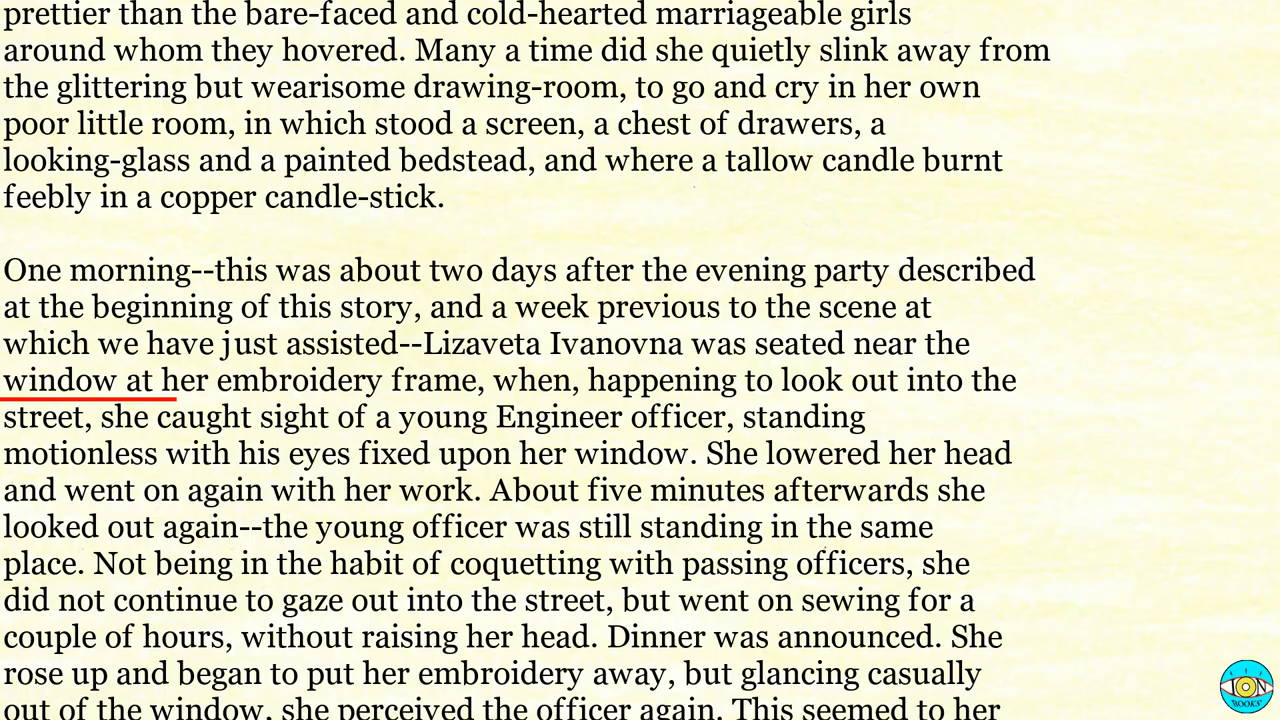 prettier than the bare-faced and cold-hearted marriageable girls
around whom they hovered. Many a time did she quietly slink away from
the glittering but wearisome drawing-room, to go and cry in her own
poor little room, in which stood a screen, a chest of drawers, a
looking-glass and a painted bedstead, and where a tallow candle burnt
feebly in a copper candle-stick.
One morning--this was about two days after the evening party described
at the beginning of this story, and a week previous to the scene at
which we have just assisted--Lizaveta Ivanovna was seated near the
window at her embroidery frame, when, happening to look out into the
street, she caught sight of a young Engineer officer, standing
motionless with his eyes fixed upon her window. She lowered her head
and went on again with her work. About five minutes afterwards she
looked out again--the young officer was still standing in the same
place. Not being in the habit of coquetting with passing officers, she
did not continue to gaze out into the street, but went on sewing for a
couple of hours, without raising her head. Dinner was announced. She
rose up and began to put her embroidery away, but glancing casually
out of the window, she perceived the officer again. This seemed to her
ION
BOOKS